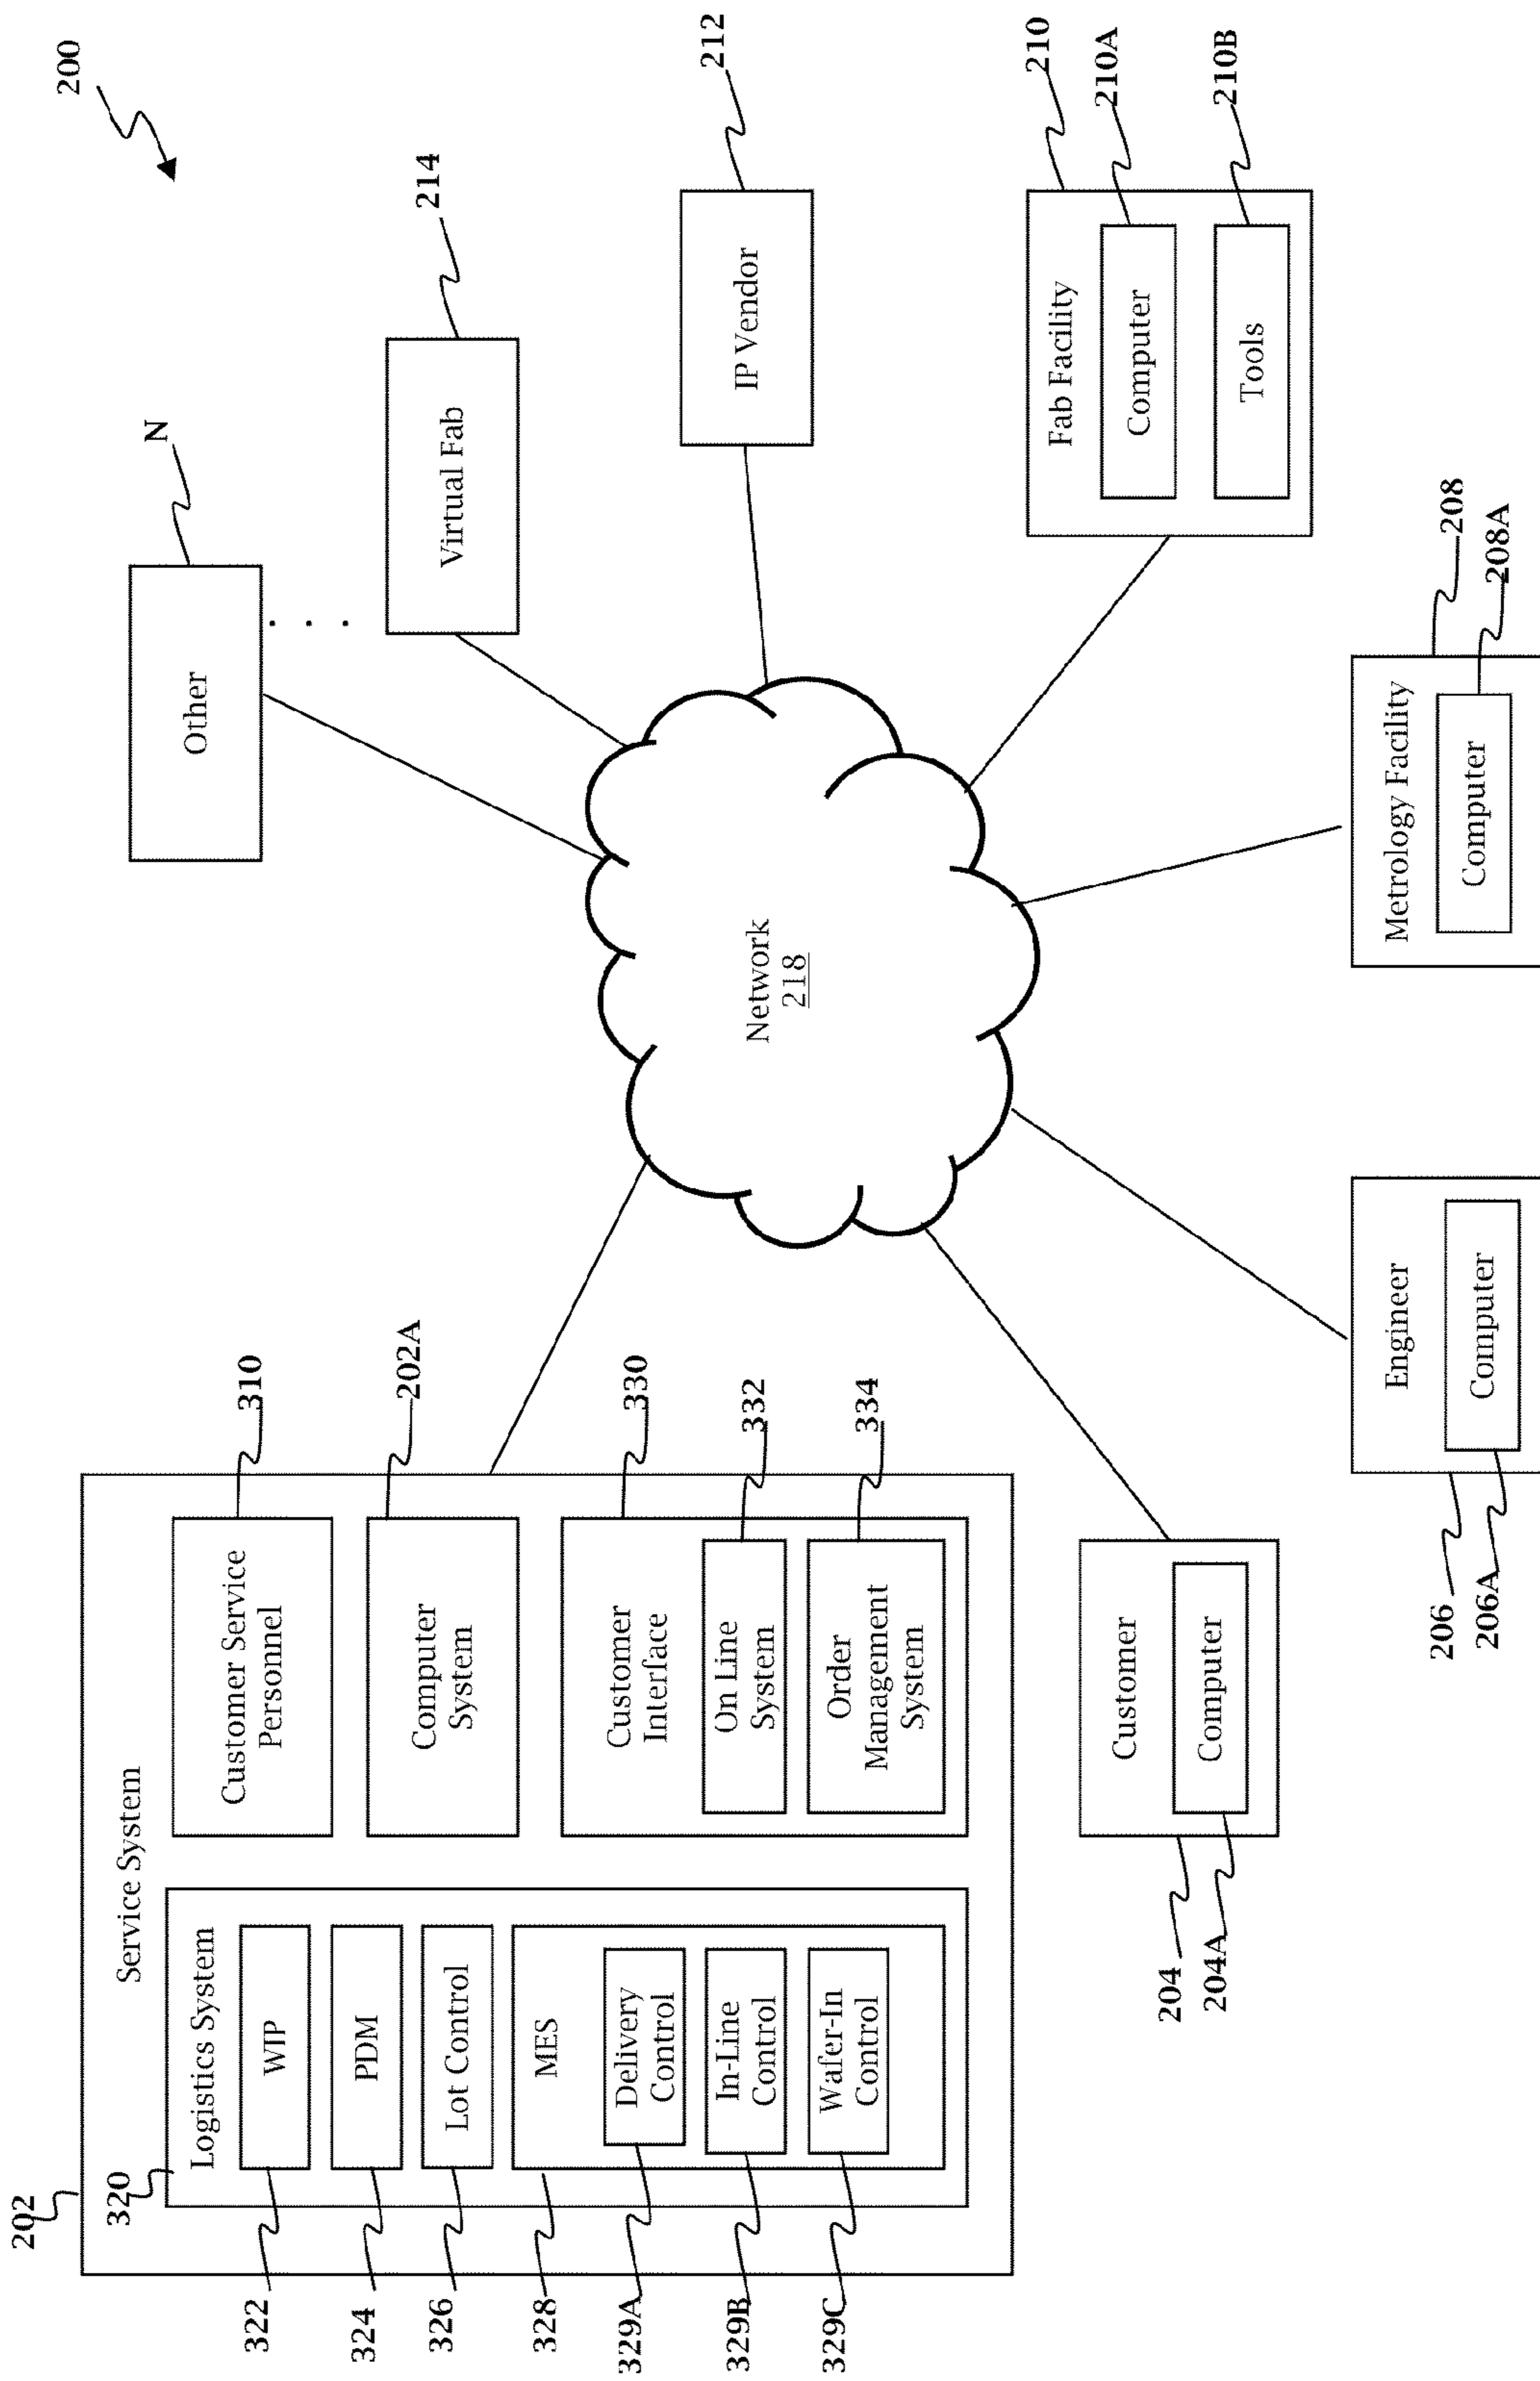 200
202
Service System
320
Logistics System
322
WIP
324
PDM
326
Lot Control
328
MES
329A
Delivery
Control
329B
In-Line
Control
329C
Wafer-In
Control
Customer Service
Personnel
310
Computer
System
202A
Customer
Interface
330
On Line
System
332
Order
Management
System
334
Network
218
Other
N
. . .
Virtual Fab
214
IP Vendor
212
Fab Facility
210
Computer
210A
Tools
210B
Customer
204
Computer
204A
Engineer
206
Computer
206A
Metrology Facility
208
Computer
208A